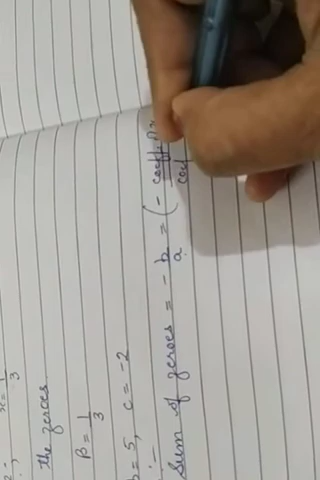 x = 1/3
the zeroes
β = 1/3
b = 5, c = -2
Sum of zeroes = - b/a = ( - coeff. / coef